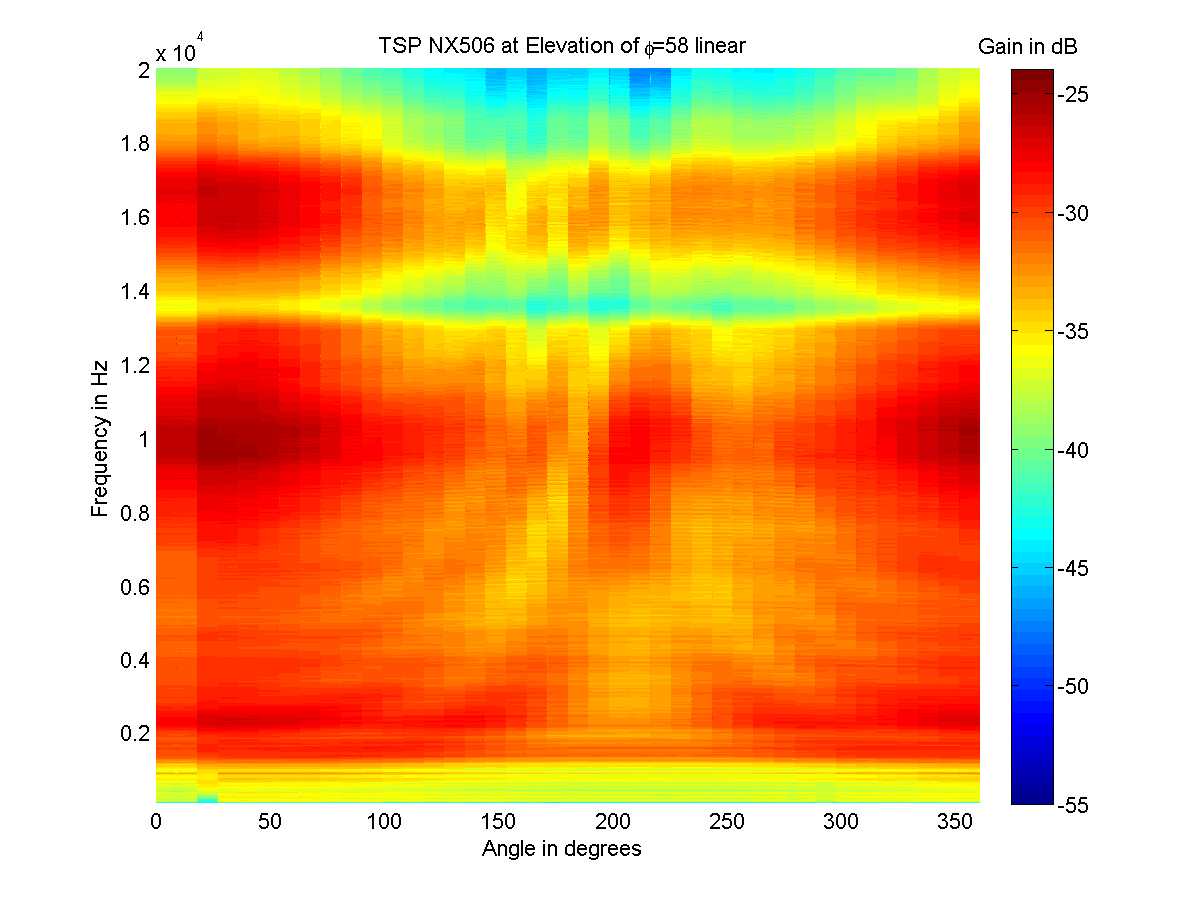 TSP NX506 at Elevation of ϕ=58 linear
Gain in dB
x 10^4
2
1.8
1.6
1.4
1.2
1
0.8
0.6
0.4
0.2
Frequency in Hz
0 50 100 150 200 250 300 350
Angle in degrees
-25
-30
-35
-40
-45
-50
-55